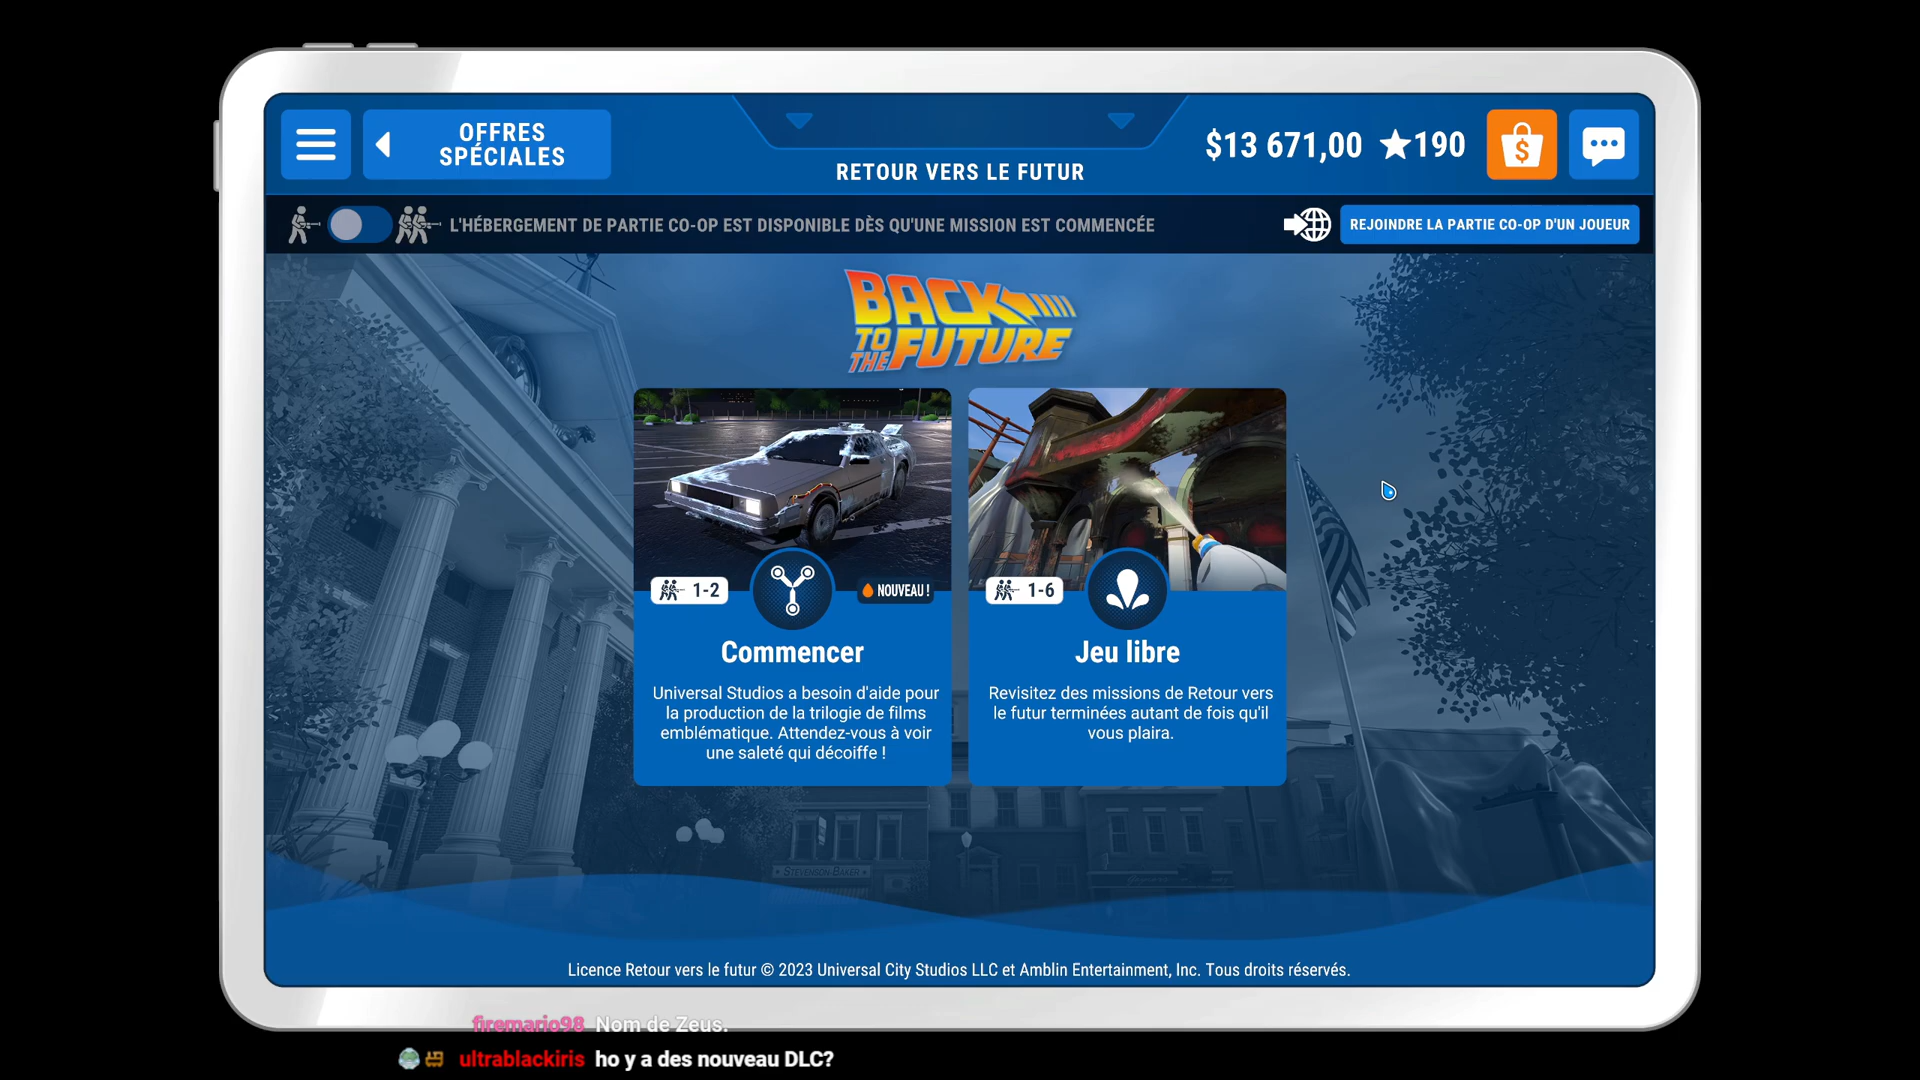 OFFRES
SPÉCIALES
RETOUR VERS LE FUTUR
$13 671,00 190
L'HÉBERGEMENT DE PARTIE CO-OP EST DISPONIBLE DÈS QU'UNE MISSION EST COMMENCÉE
REJOINDRE LA PARTIE CO-OP D'UN JOUEUR
BACK
TO
THE FUTURE
1-2
NOUVEAU !
Commencer
Universal Studios a besoin d'aide pour
la production de la trilogie de films
emblématique. Attendez-vous à voir
une saleté qui décoiffe !
1-6
Jeu libre
Revisitez des missions de Retour vers
le futur terminées autant de fois qu'il
vous plaira.
STEVENSON BAKER
Licence Retour vers le futur © 2023 Universal City Studios LLC et Amblin Entertainment, Inc. Tous droits réservés.
firemario98 Nom de Zeus.
ultrablackiris ho y a des nouveau DLC?